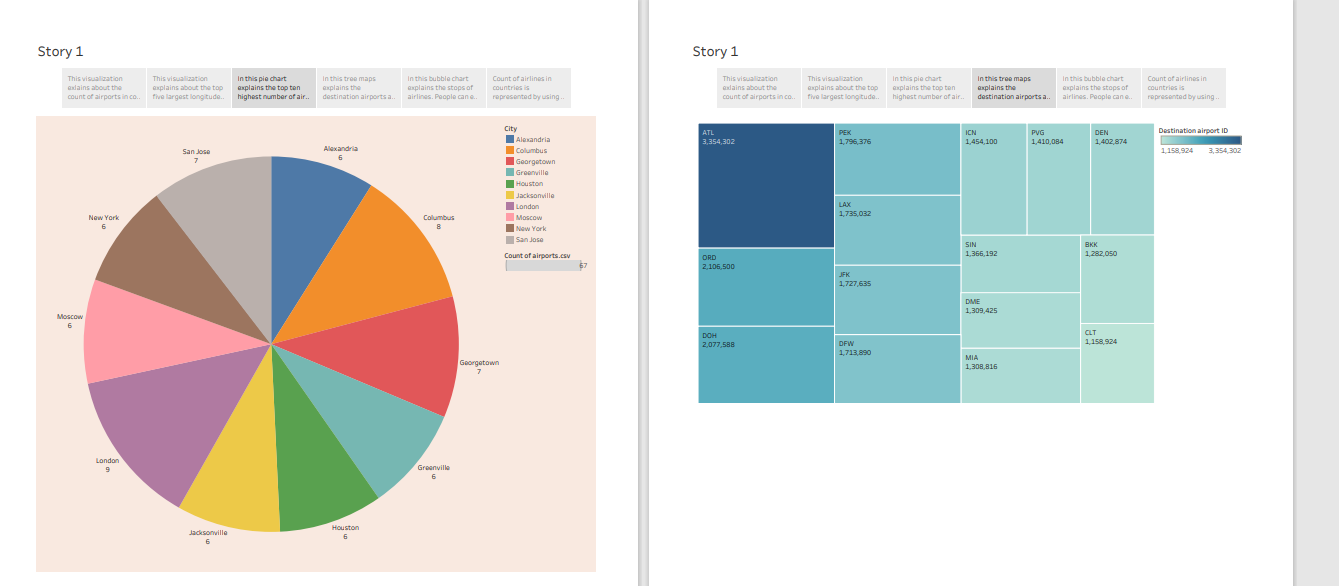 Story 1
This visualization
exlains about the
count of airports in co..
This visualization
explains about the top
five largest longitude..
In this pie chart
explains the top ten
highest number of air..
In this tree maps
explains the
destination airports a..
In this bubble chart
explains the stops of
airlines. People can e..
Count of airlines in
countries is
represented by using ..
City
Alexandria
Columbus
Georgetown
Greenville
Houston
Jacksonville
London
Moscow
New York
San Jose
Count of airports.csv
67
Alexandria
6
Columbus
8
Georgetown
7
Greenville
6
Houston
6
Jacksonville
6
London
9
Moscow
6
New York
6
San Jose
7
Story 1
This visualization
exlains about the
count of airports in co..
This visualization
explains about the top
five largest longitude..
In this pie chart
explains the top ten
highest number of air..
In this tree maps
explains the
destination airports a..
In this bubble chart
explains the stops of
airlines. People can e..
Count of airlines in
countries is
represented by using ..
ATL
3,354,302
ORD
2,106,500
DOH
2,077,588
PEK
1,796,376
LAX
1,735,032
JFK
1,727,635
DFW
1,713,890
ICN
1,454,100
PVG
1,410,084
DEN
1,402,874
SIN
1,366,192
DME
1,309,425
MIA
1,308,816
BKK
1,282,050
CLT
1,158,924
Destination airport ID
1,158,924 3,354,302